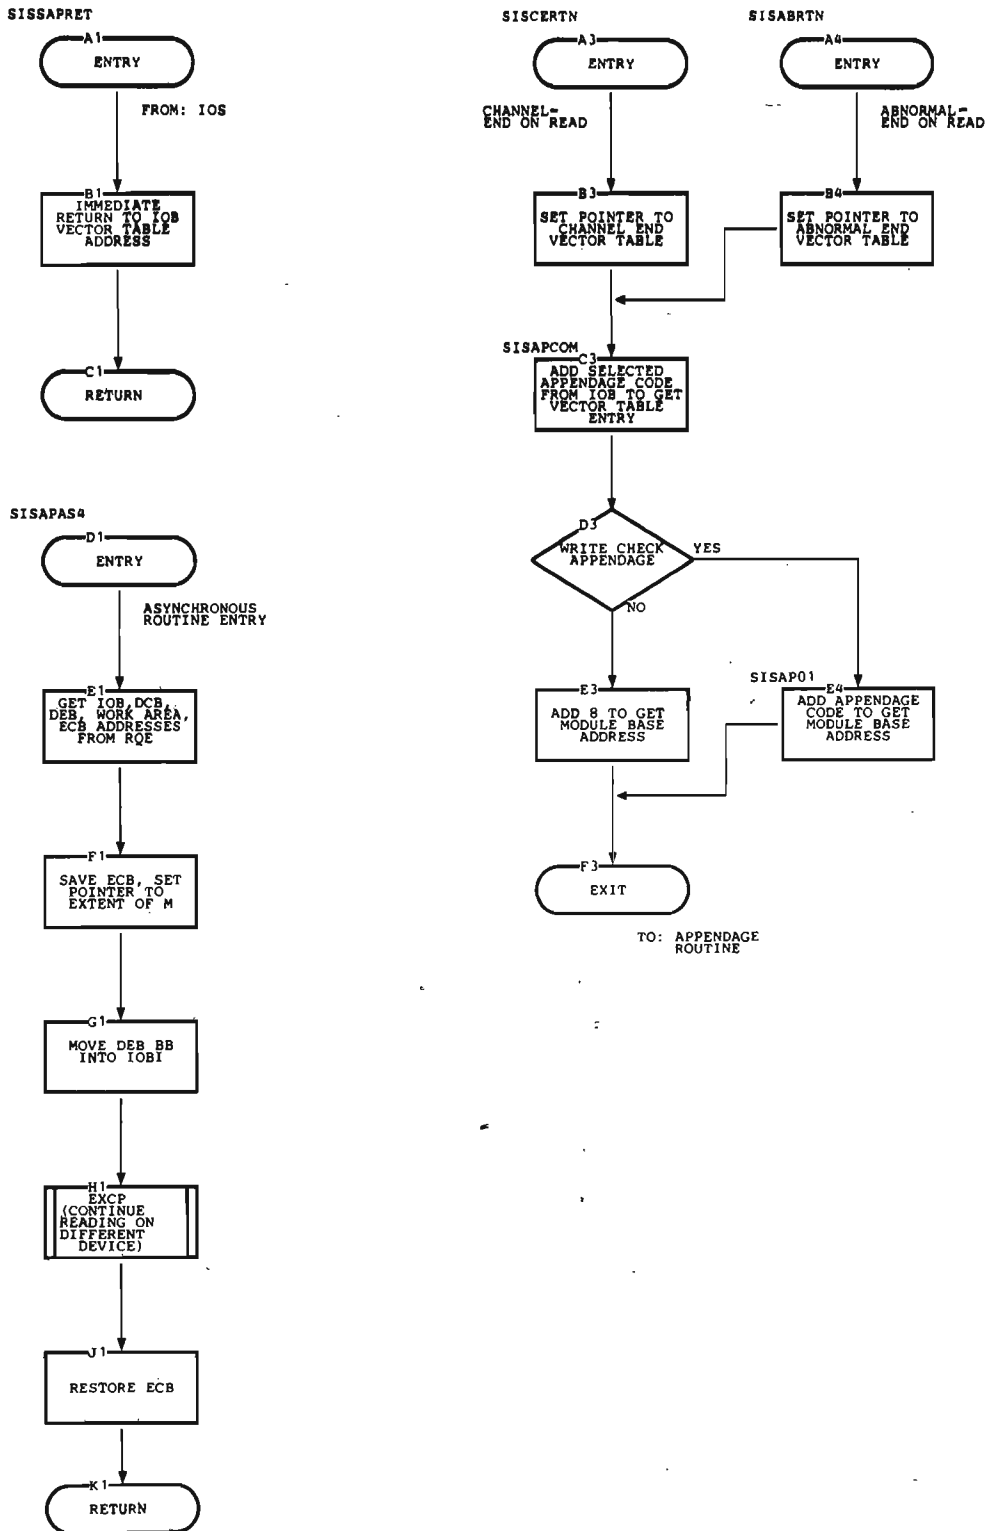 SISSAPRET
A1
ENTRY
FROM: IOS
B1
IMMEDIATE
RETURN TO IOB
VECTOR TABLE
ADDRESS
C1
RETURN
SISAPAS4
D1
ENTRY
ASYNCHRONOUS
ROUTINE ENTRY
E1
GET IOB,DCB,
DEB, WORK AREA,
ECB ADDRESSES
FROM RQE
F1
SAVE ECB, SET
POINTER TO
EXTENT OF M
G1
MOVE DEB BB
INTO IOBI
H1
EXCP
(CONTINUE
READING ON
DIFFERENT
DEVICE)
J1
RESTORE ECB
K1
RETURN
SISCERTN
A3
ENTRY
CHANNEL-
END ON READ
B3
SET POINTER TO
CHANNEL END
VECTOR TABLE
SISABRTN
A4
ENTRY
ABNORMAL-
END ON READ
B4
SET POINTER TO
ABNORMAL END
VECTOR TABLE
SISAPCOM
C3
ADD SELECTED
APPENDAGE CODE
FROM IOB TO GET
VECTOR TABLE
ENTRY
D3
WRITE CHECK
APPENDAGE
YES
NO
E3
ADD 8 TO GET
MODULE BASE
ADDRESS
SISAP01
E4
ADD APPENDAGE
CODE TO GET
MODULE BASE
ADDRESS
F3
EXIT
TO: APPENDAGE
ROUTINE